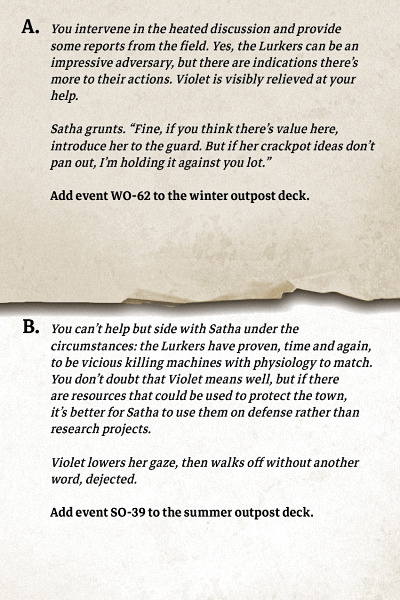 A. You intervene in the heated discussion and provide
some reports from the field. Yes, the Lurkers can be an
impressive adversary, but there are indications there's
more to their actions. Violet is visibly relieved at your
help.
Satha grunts. “Fine, if you think there's value here,
introduce her to the guard. But if her crackpot ideas don't
pan out, I'm holding it against you lot.”
Add event WO-62 to the winter outpost deck.
B. You can't help but side with Satha under the
circumstances: the Lurkers have proven, time and again,
to be vicious killing machines with physiology to match.
You don't doubt that Violet means well, but if there
are resources that could be used to protect the town,
it's better for Satha to use them on defense rather than
research projects.
Violet lowers her gaze, then walks off without another
word, dejected.
Add event SO-39 to the summer outpost deck.